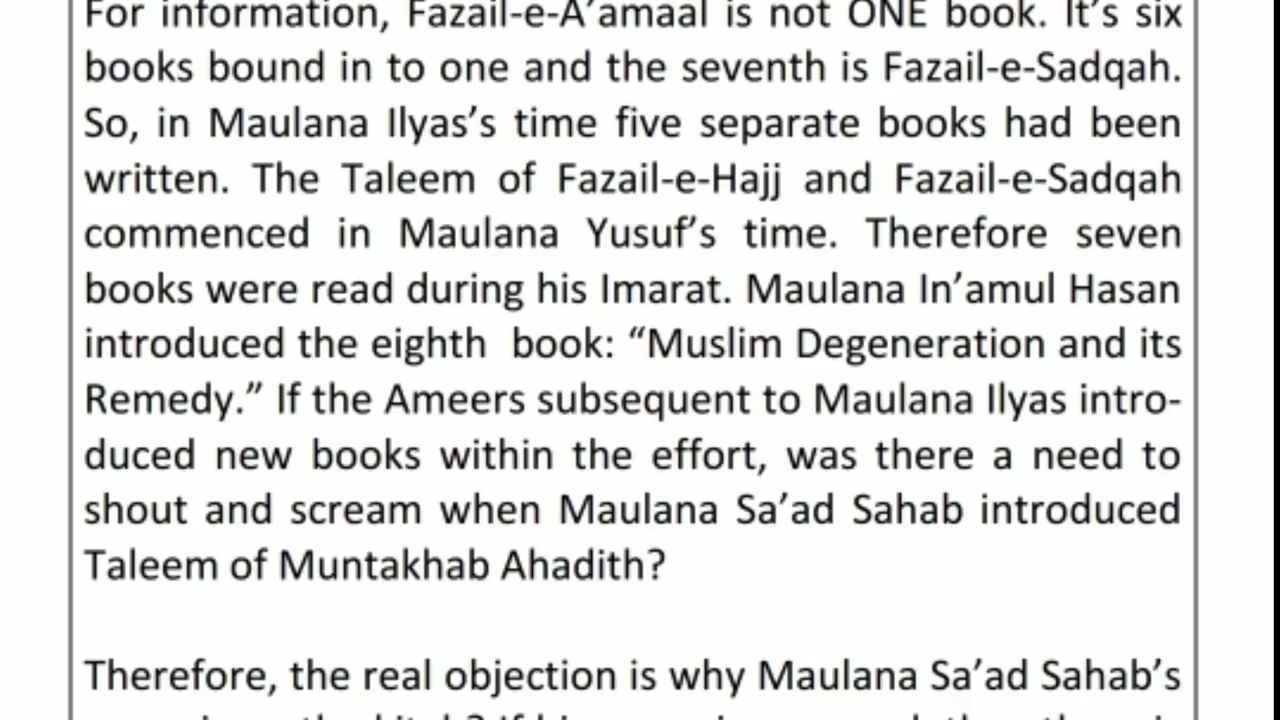 For information, Fazail-e-A’amaal is not ONE book. It’s six
books bound in to one and the seventh is Fazail-e-Sadqah.
So, in Maulana Ilyas’s time five separate books had been
written. The Taleem of Fazail-e-Hajj and Fazail-e-Sadqah
commenced in Maulana Yusuf’s time. Therefore seven
books were read during his Imarat. Maulana In’amul Hasan
introduced the eighth  book: “Muslim Degeneration and its
Remedy.” If the Ameers subsequent to Maulana Ilyas intro-
duced new books within the effort, was there a need to
shout and scream when Maulana Sa’ad Sahab introduced
Taleem of Muntakhab Ahadith?
Therefore, the real objection is why Maulana Sa’ad Sahab’s